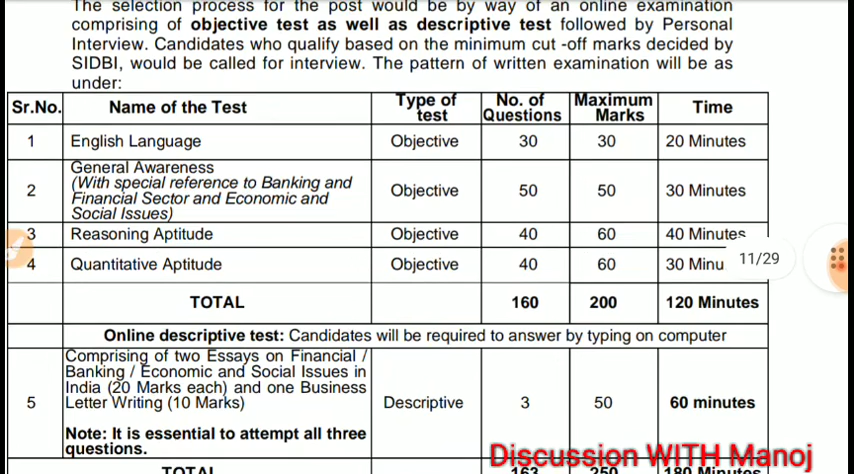 The selection process for the post would be by way of an online examination
comprising of objective test as well as descriptive test followed by Personal
Interview. Candidates who qualify based on the minimum cut -off marks decided by
SIDBI, would be called for interview. The pattern of written examination will be as
under:
Sr.No. Name of the Test Type of test No. of Questions Maximum Marks Time
1 English Language Objective 30 30 20 Minutes
General Awareness
(With special reference to Banking and
2 Financial Sector and Economic and Objective 50 50 30 Minutes
Social Issues)
3 Reasoning Aptitude Objective 40 60 40 Minutes
4 Quantitative Aptitude Objective 40 60 30 Minu
11/29
TOTAL 160 200 120 Minutes
Online descriptive test: Candidates will be required to answer by typing on computer
Comprising of two Essays on Financial /
Banking / Economic and Social Issues in
India (20 Marks each) and one Business
5 Letter Writing (10 Marks) Descriptive 3 50 60 minutes
Note: It is essential to attempt all three
questions.
Discussion WITH Manoj
TOTAL 163 250 180 Minutes